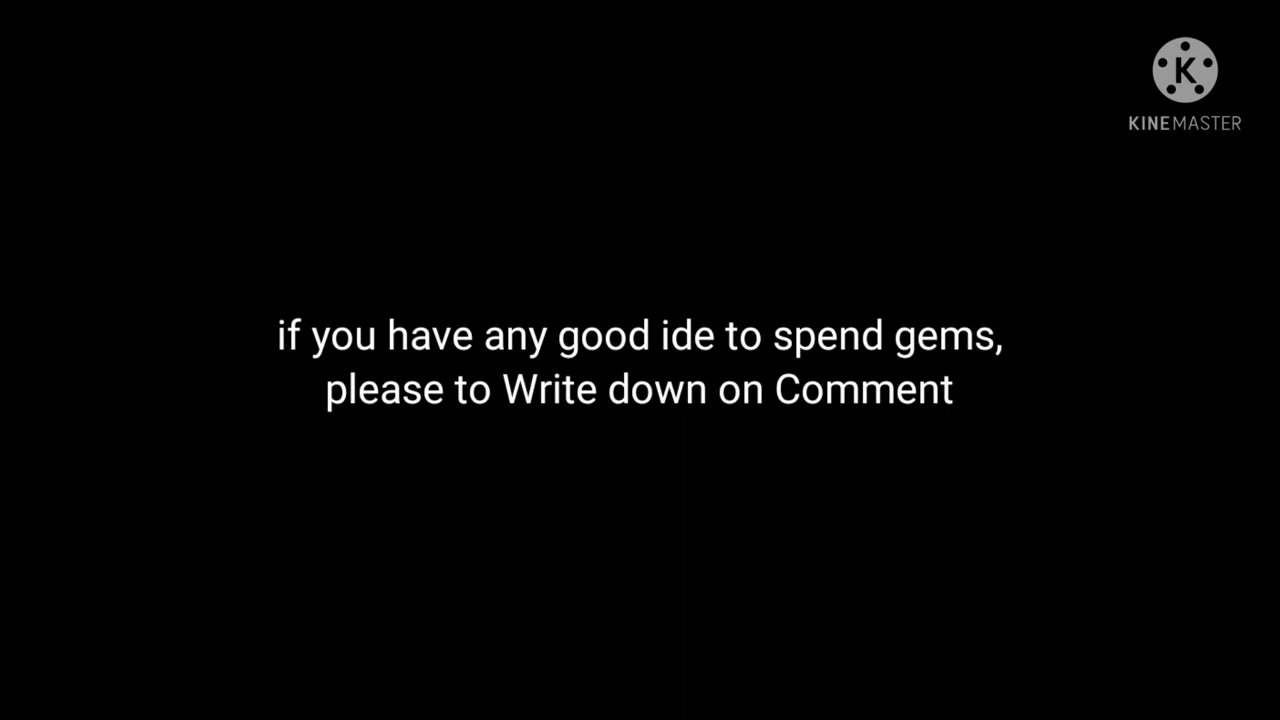 K
KINEMASTER
if you have any good ide to spend gems,
please to Write down on Comment